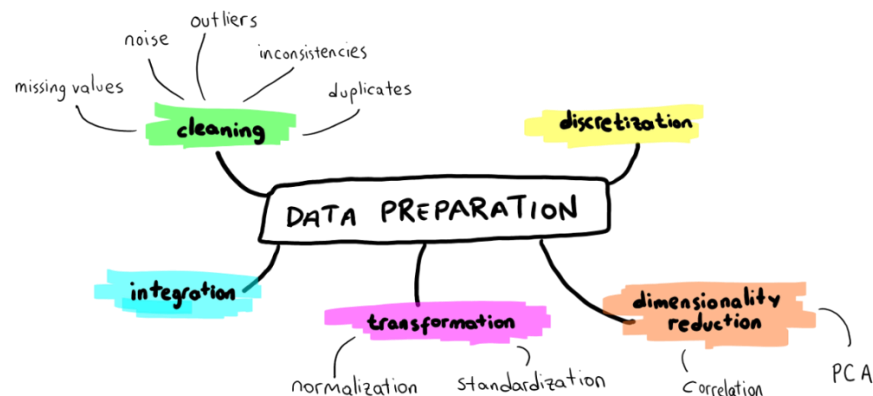 outliers
noise
inconsistencies
missing values
duplicates
cleaning
discretization
DATA PREPARATION
integration
transformation
dimensionality
reduction
normalization
standardization
Correlation
PCA